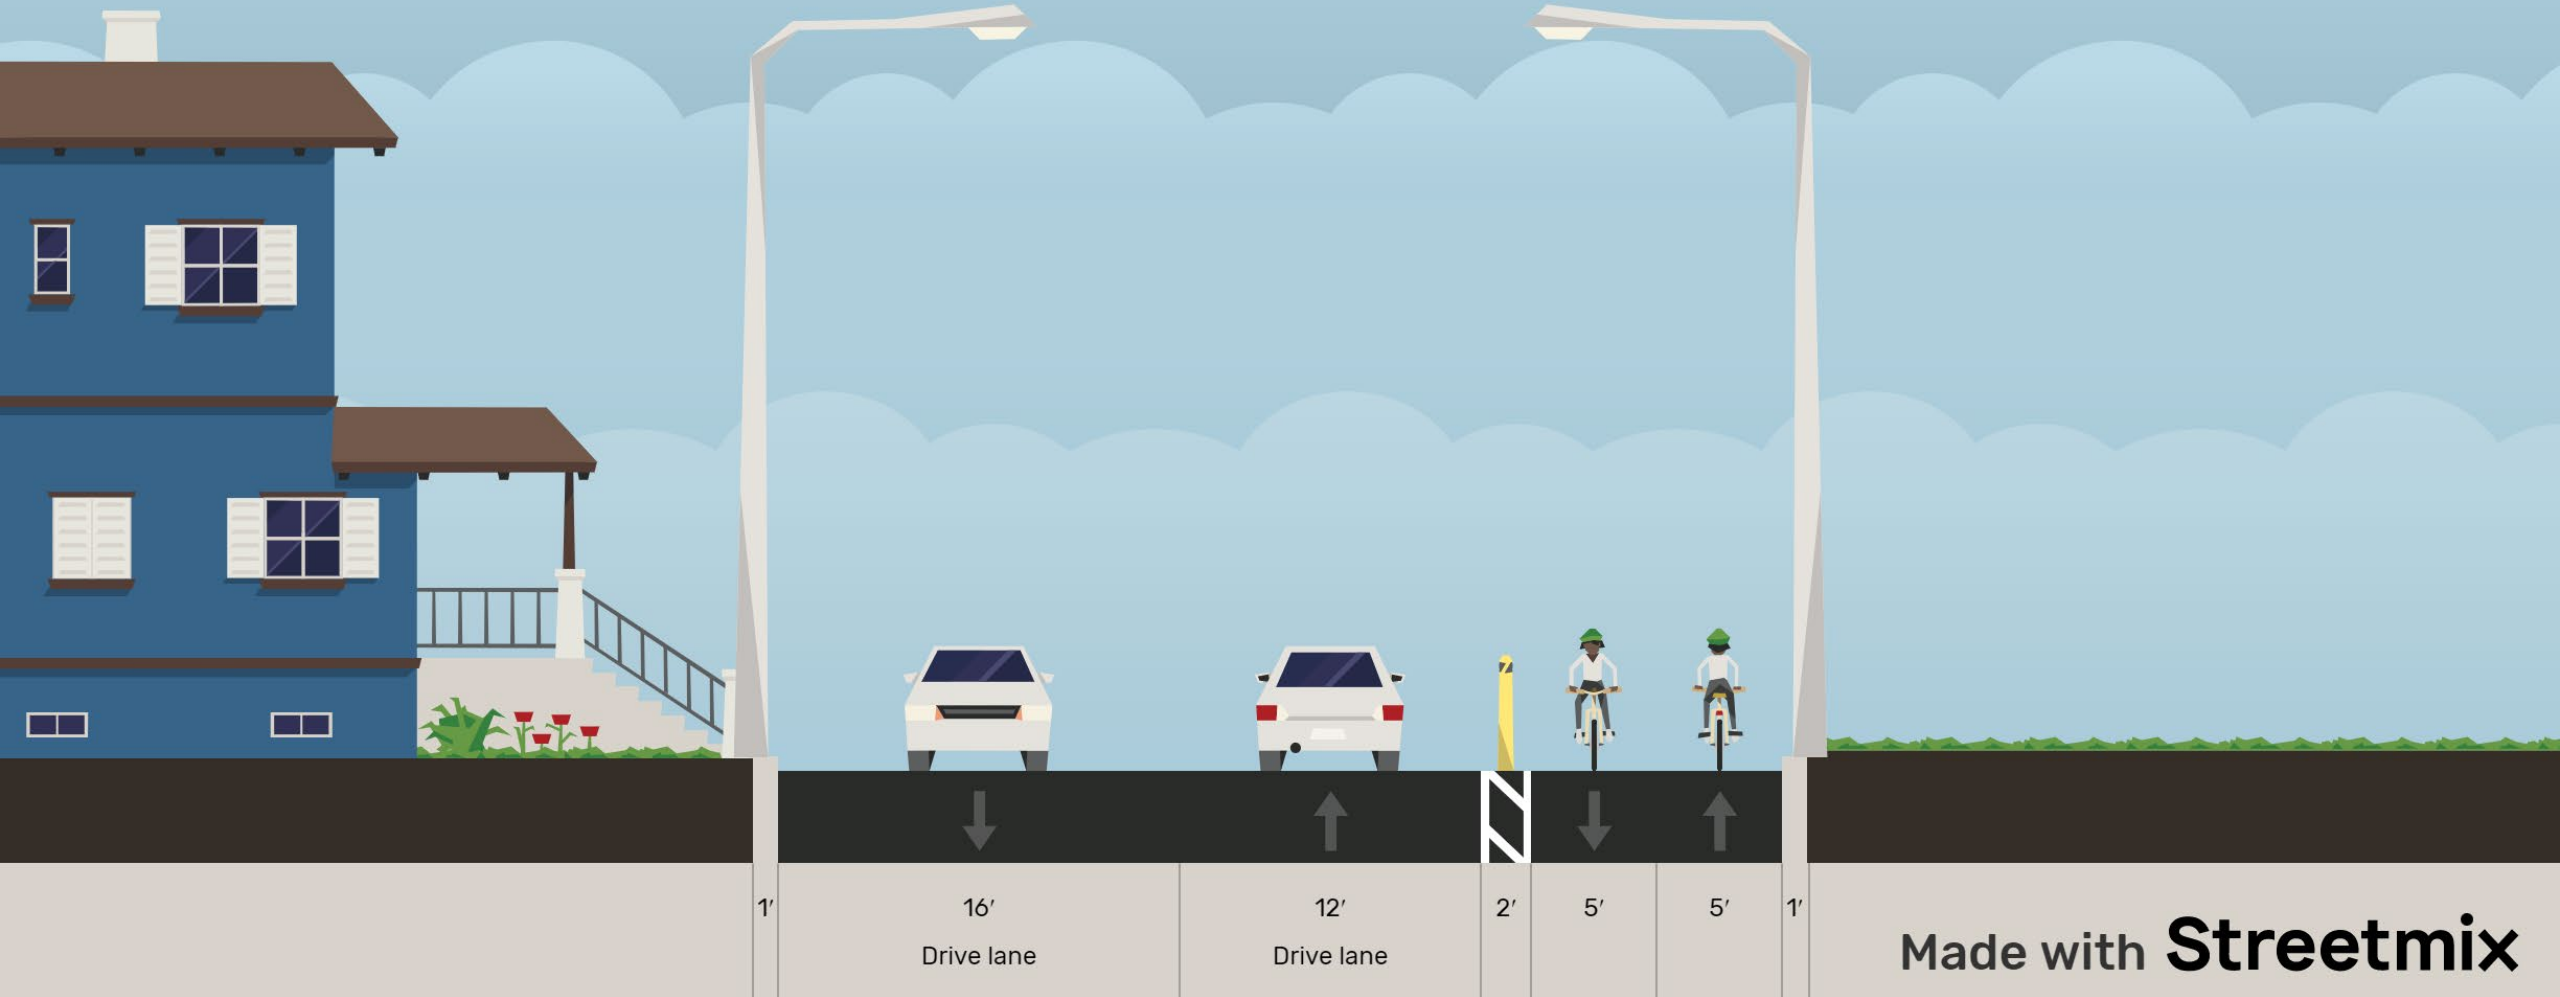 1′ 16′ 12′ 2′ 5′ 5′ 1′
Drive lane Drive lane
Made with Streetmix